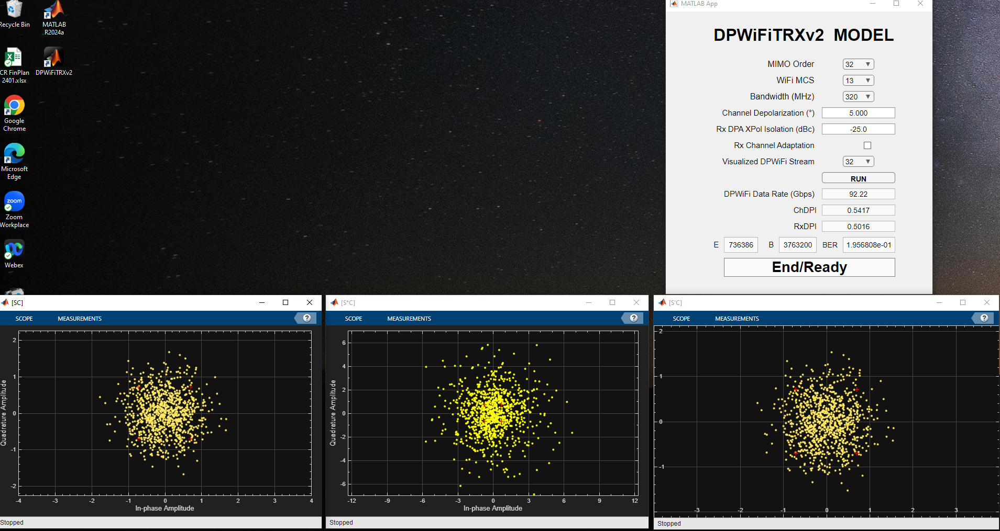 Recycle Bin
MATLAB
R2024a
CR FinPlan
2401.xlsx
DPWiFiTRXv2
Google
Chrome
Microsoft
Edge
zoom
Zoom
Workplace
Webex
MATLAB App
DPWiFiTRXv2 MODEL
MIMO Order 32
WiFi MCS 13
Bandwidth (MHz) 320
Channel Depolarization (°) 5.000
Rx DPA XPol Isolation (dBc) -25.0
Rx Channel Adaptation
Visualized DPWiFi Stream 32
RUN
DPWiFi Data Rate (Gbps) 92.22
ChDPI 0.5417
RxDPI 0.5016
E 736386 B 3763200 BER 1.956808e-01
End/Ready
[SC]
SCOPE MEASUREMENTS ?
2
1
0
-1
-2
Quadrature Amplitude
-4 -3 -2 -1 0 1 2 3 4
In-phase Amplitude
Stopped
[S*C]
SCOPE MEASUREMENTS ?
6
4
2
0
-2
-4
-6
Quadrature Amplitude
-12 -9 -6 -3 0 3 6 9 12
In-phase Amplitude
Stopped
[S'C]
SCOPE MEASUREMENTS ?
2
1
0
-1
-3 -2 -1 0 1 2 3
Stopped